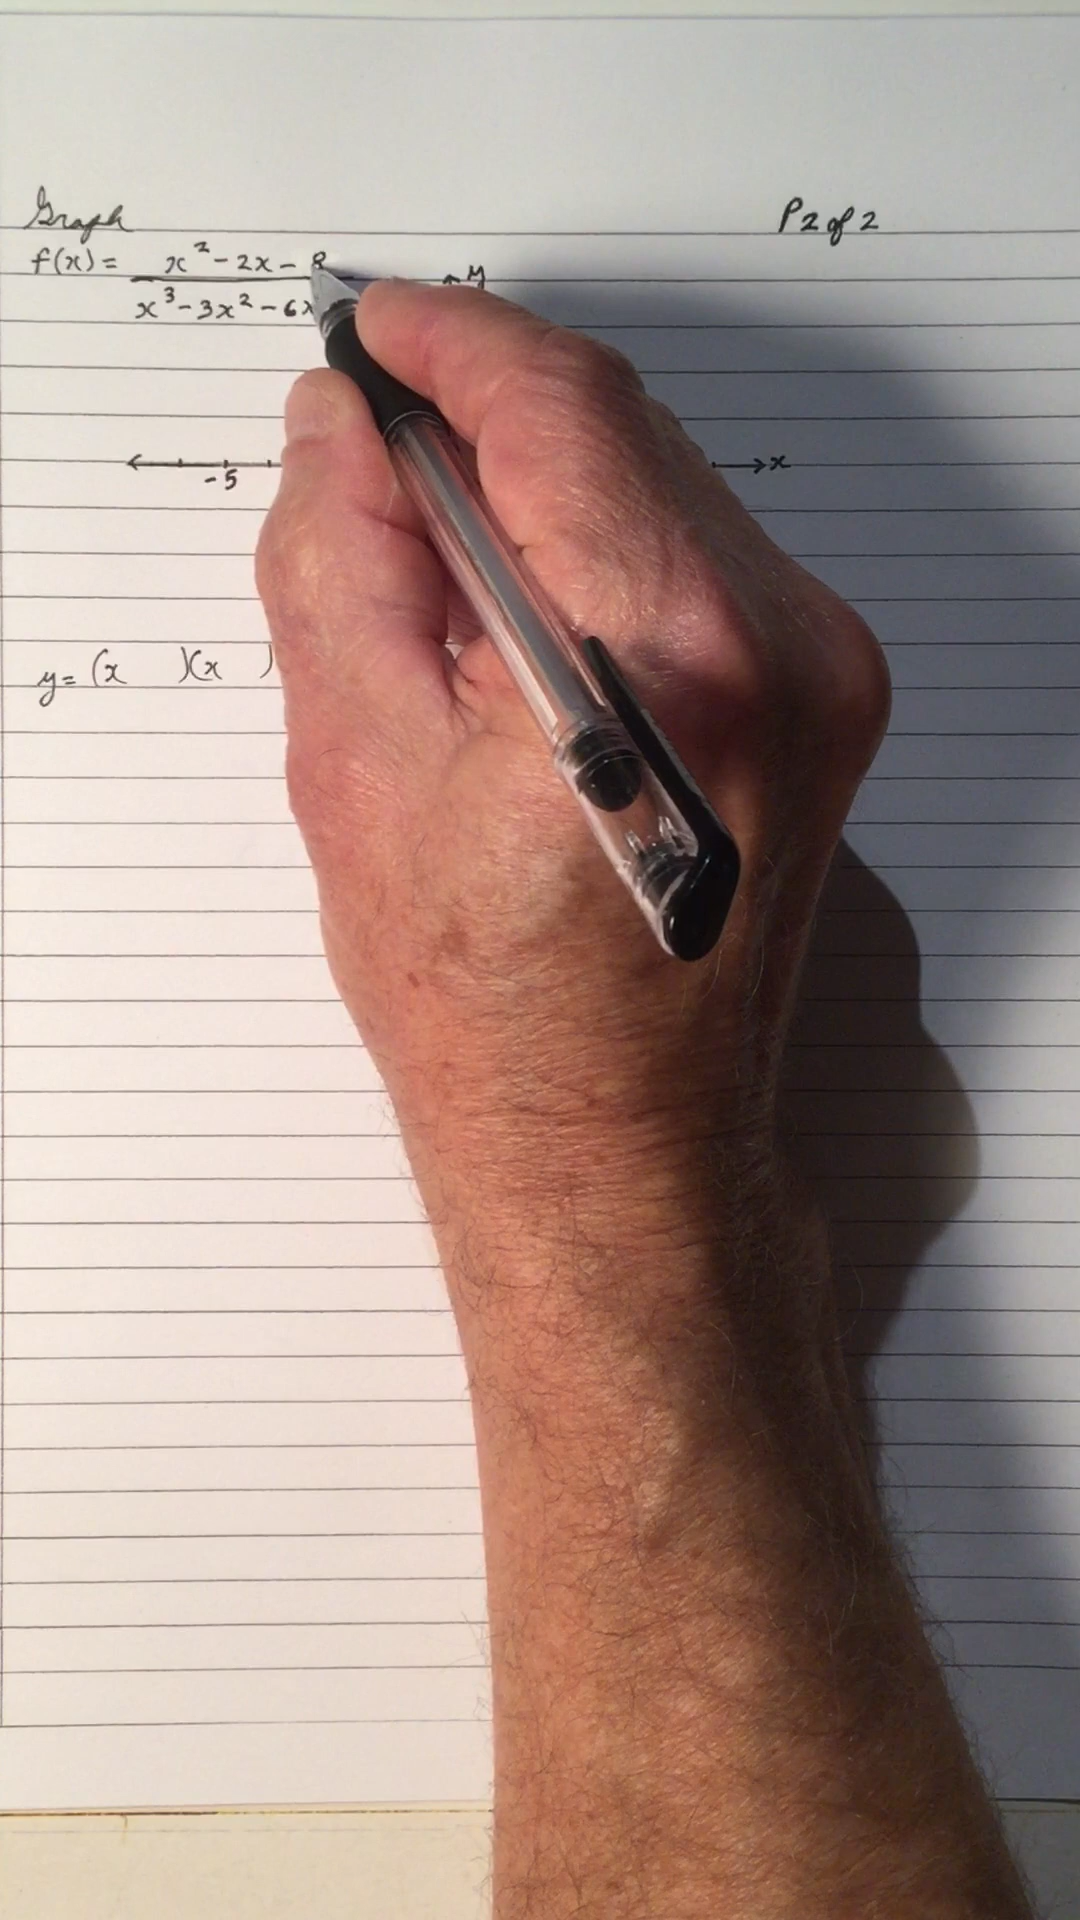 Graph
P2 of 2
f(x) = x² - 2x - 8
x³ - 3x² - 6x
y
x
-5
y = (x )(x )